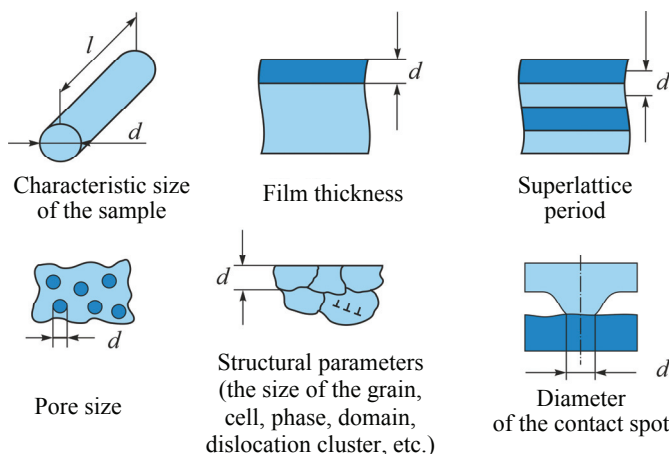 l
d
Characteristic size
of the sample
d
Film thickness
d
Superlattice
period
d
Pore size
d
Structural parameters
(the size of the grain,
cell, phase, domain,
dislocation cluster, etc.)
d
Diameter
of the contact spot